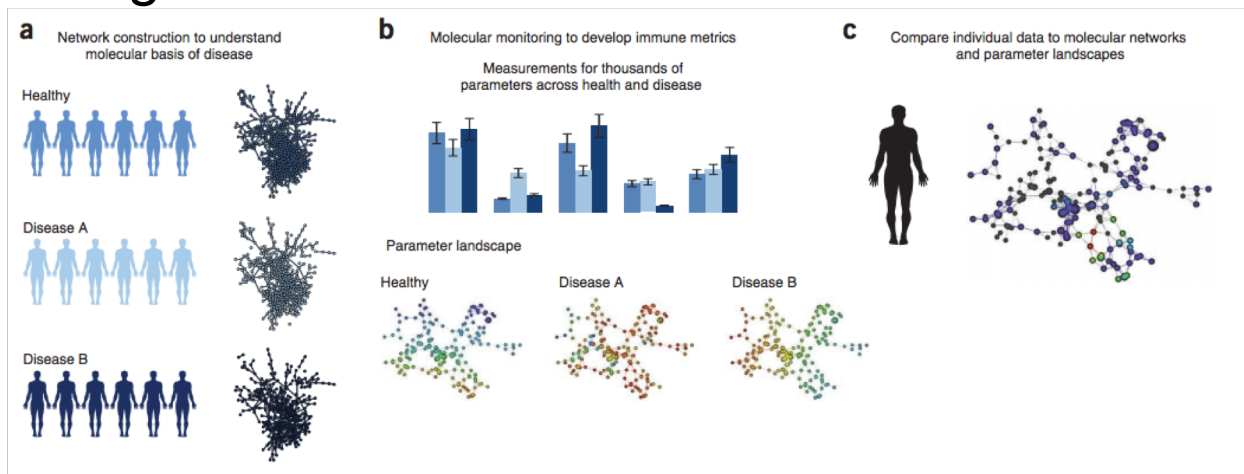 a
Network construction to understand
molecular basis of disease
Healthy
Disease A
Disease B
b
Molecular monitoring to develop immune metrics
Measurements for thousands of
parameters across health and disease
Parameter landscape
Healthy
Disease A
Disease B
c
Compare individual data to molecular networks
and parameter landscapes